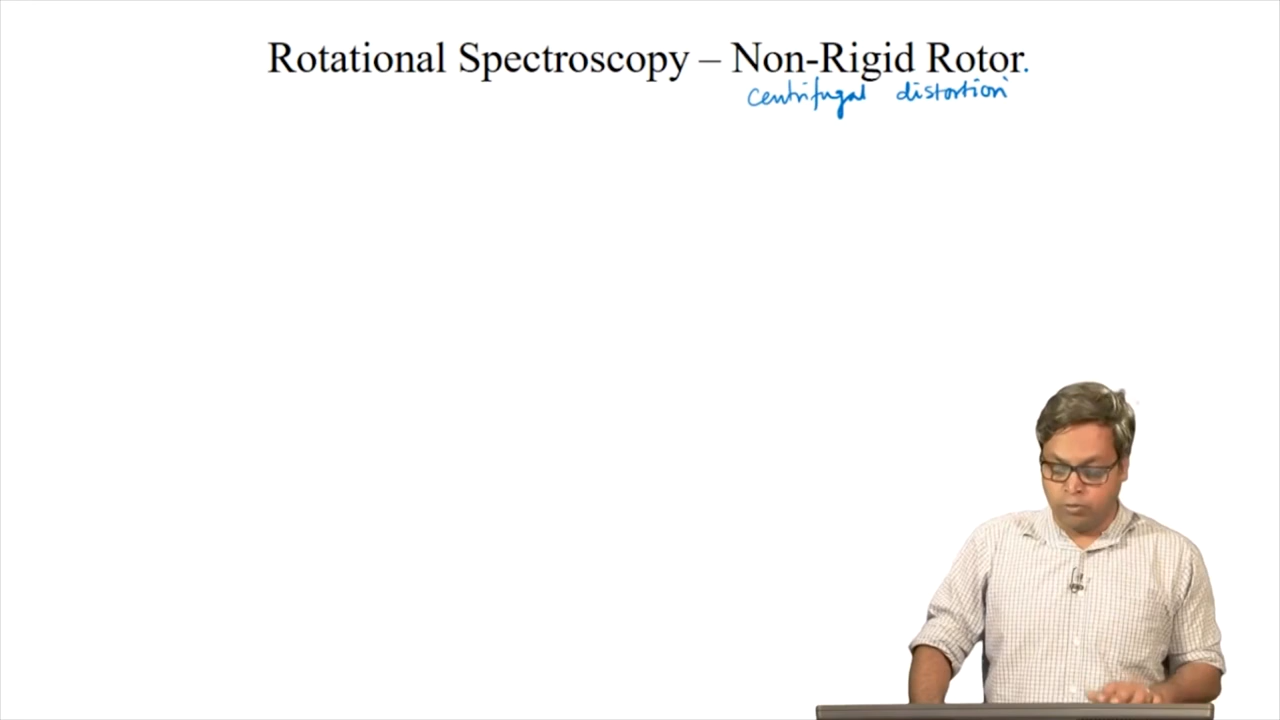 Rotational Spectroscopy – Non-Rigid Rotor.
centrifugal distortion